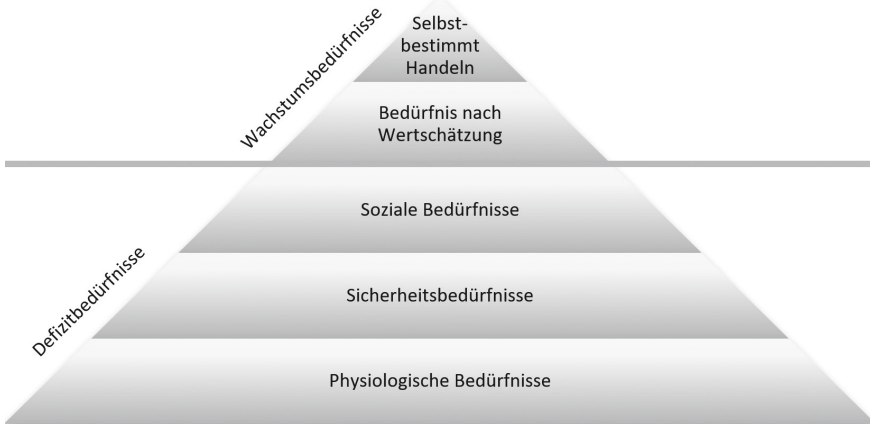 Wachstumsbedürfnisse
Selbst-
bestimmt
Handeln
Bedürfnis nach
Wertschätzung
Defizitbedürfnisse
Soziale Bedürfnisse
Sicherheitsbedürfnisse
Physiologische Bedürfnisse